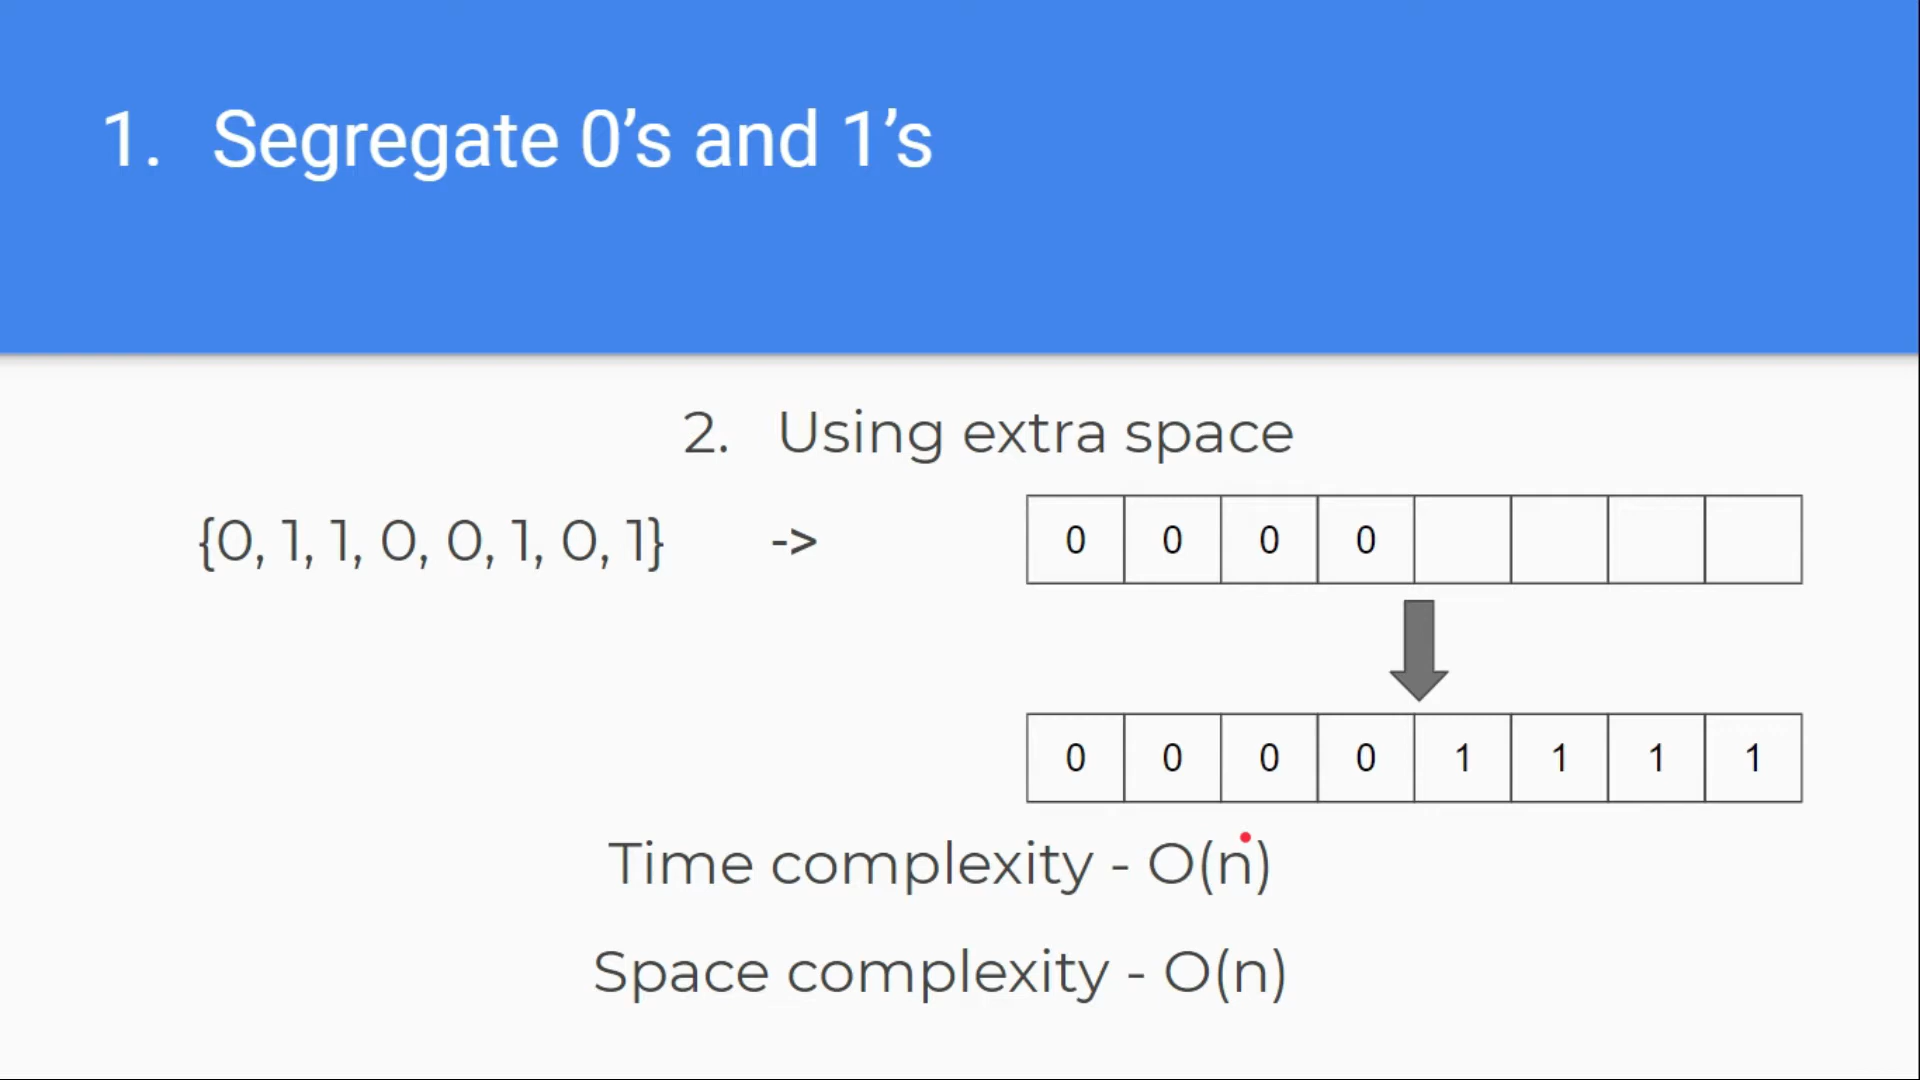 1. Segregate 0’s and 1’s
2. Using extra space
{0, 1, 1, 0, 0, 1, 0, 1} -> 0 0 0 0
0 0 0 0 1 1 1 1
Time complexity - O(n)
Space complexity - O(n)